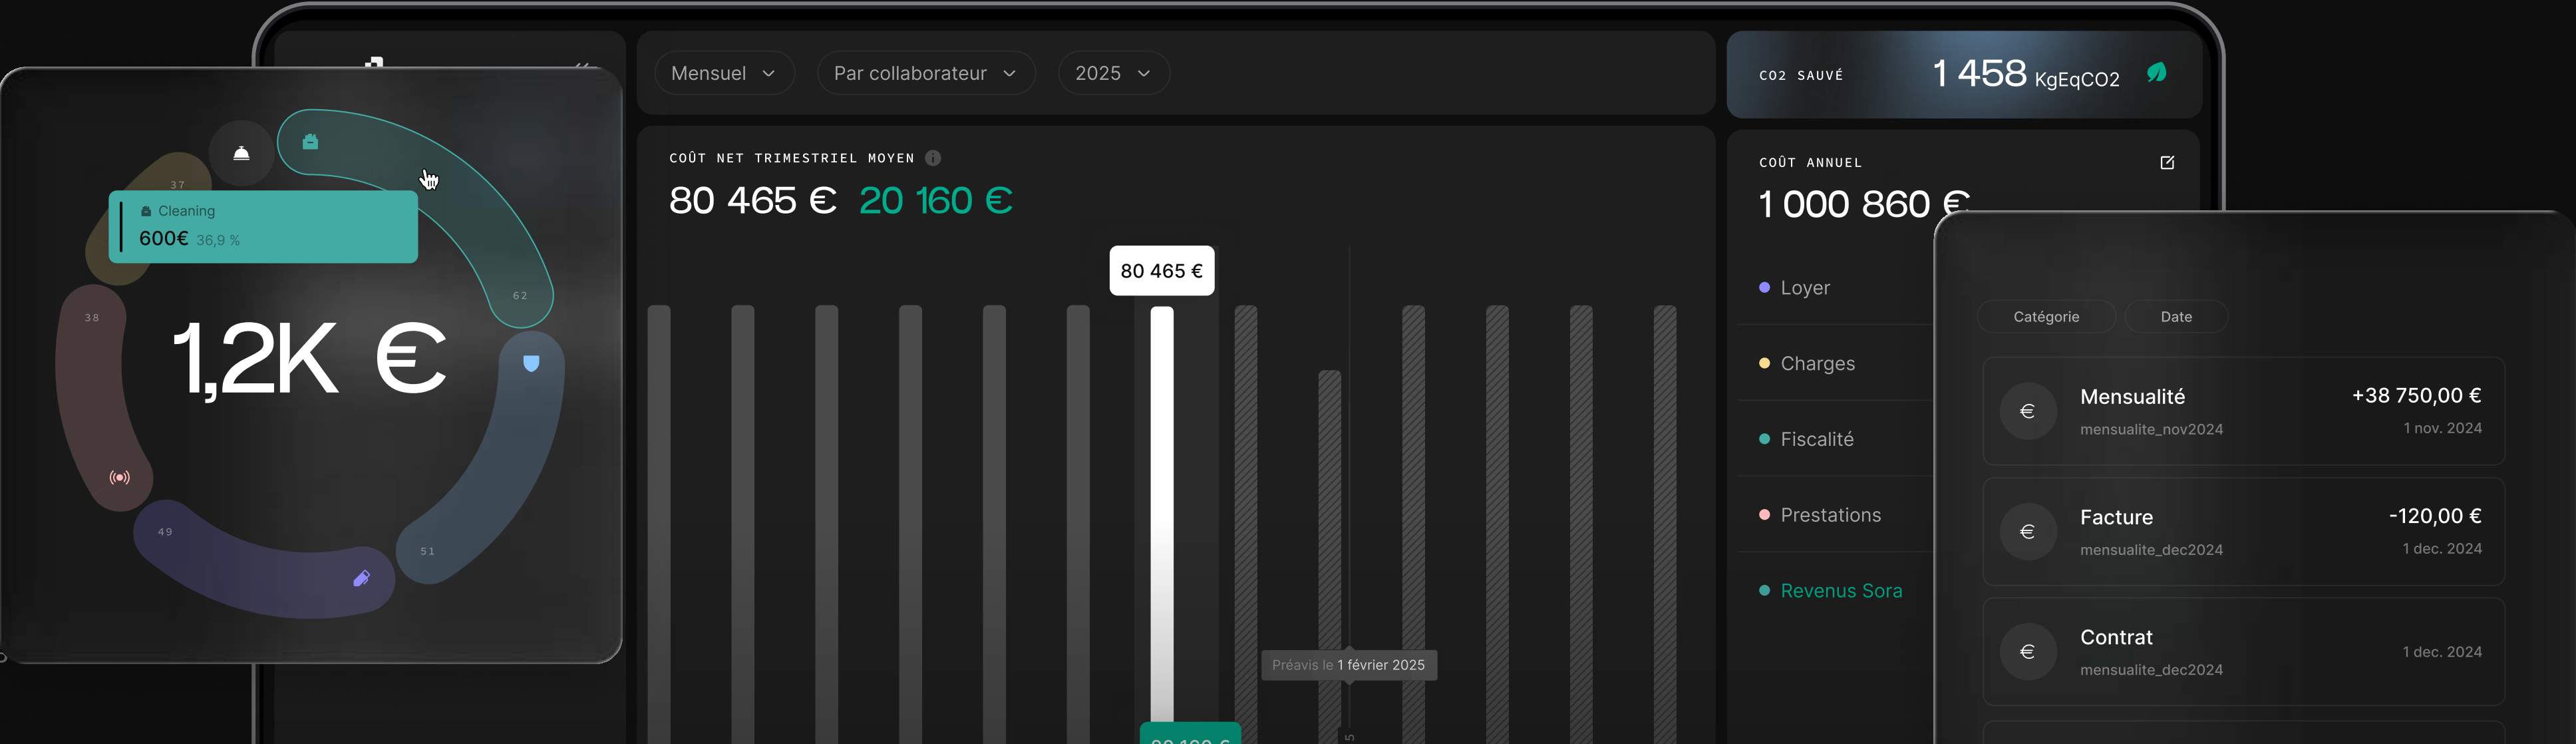 Mensuel
Par collaborateur
2025
CO2 SAUVÉ
1 458 KgEqCO2
37
Cleaning
600€ 36,9 %
62
38
1,2K €
49
51
COÛT NET TRIMESTRIEL MOYEN
80 465 € 20 160 €
80 465 €
Préavis le 1 février 2025
COÛT ANNUEL
1 000 860 €
Loyer
Charges
Fiscalité
Prestations
Revenus Sora
Catégorie
Date
Mensualité
+38 750,00 €
mensualite_nov2024
1 nov. 2024
Facture
-120,00 €
mensualite_dec2024
1 dec. 2024
Contrat
mensualite_dec2024
1 dec. 2024